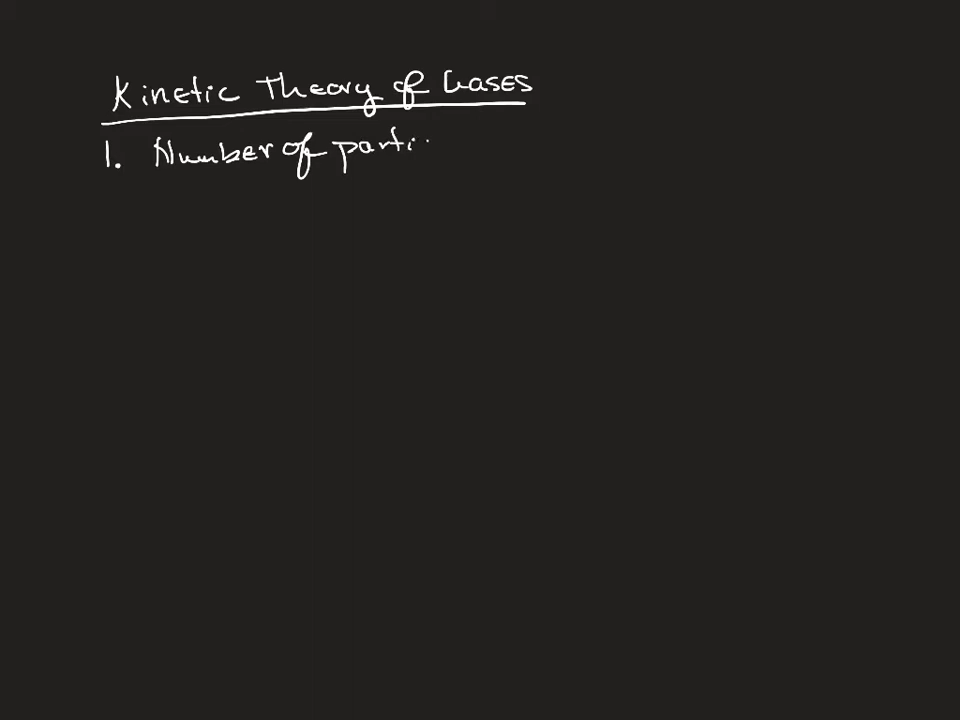 Kinetic Theory of Gases
1. Number of parti